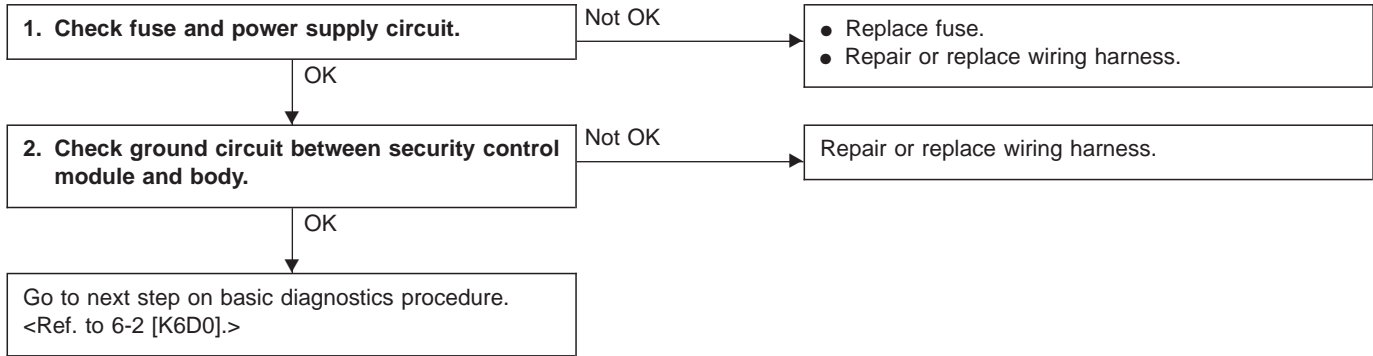 1. Check fuse and power supply circuit.
Not OK
● Replace fuse.
● Repair or replace wiring harness.
OK
2. Check ground circuit between security control
module and body.
Not OK
Repair or replace wiring harness.
OK
Go to next step on basic diagnostics procedure.
<Ref. to 6-2 [K6D0].>